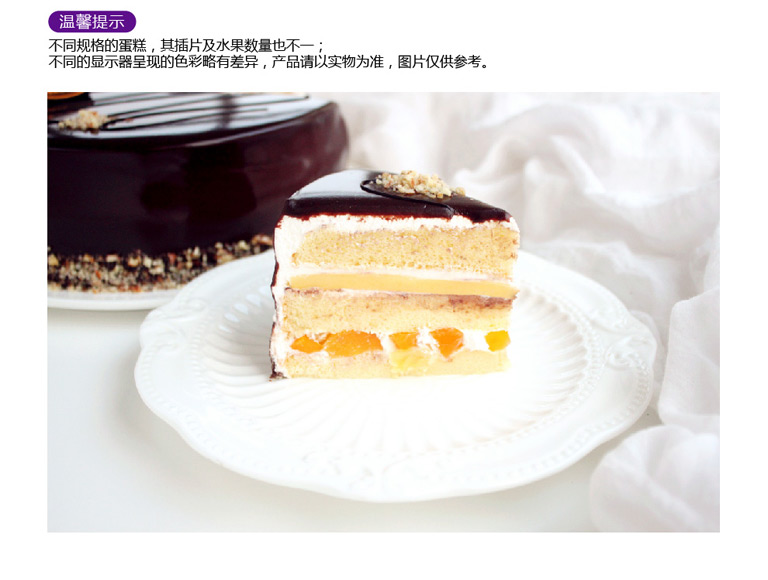 温馨提示
不同规格的蛋糕，其插片及水果数量也不一；
不同的显示器呈现的色彩略有差异，产品请以实物为准，图片仅供参考。